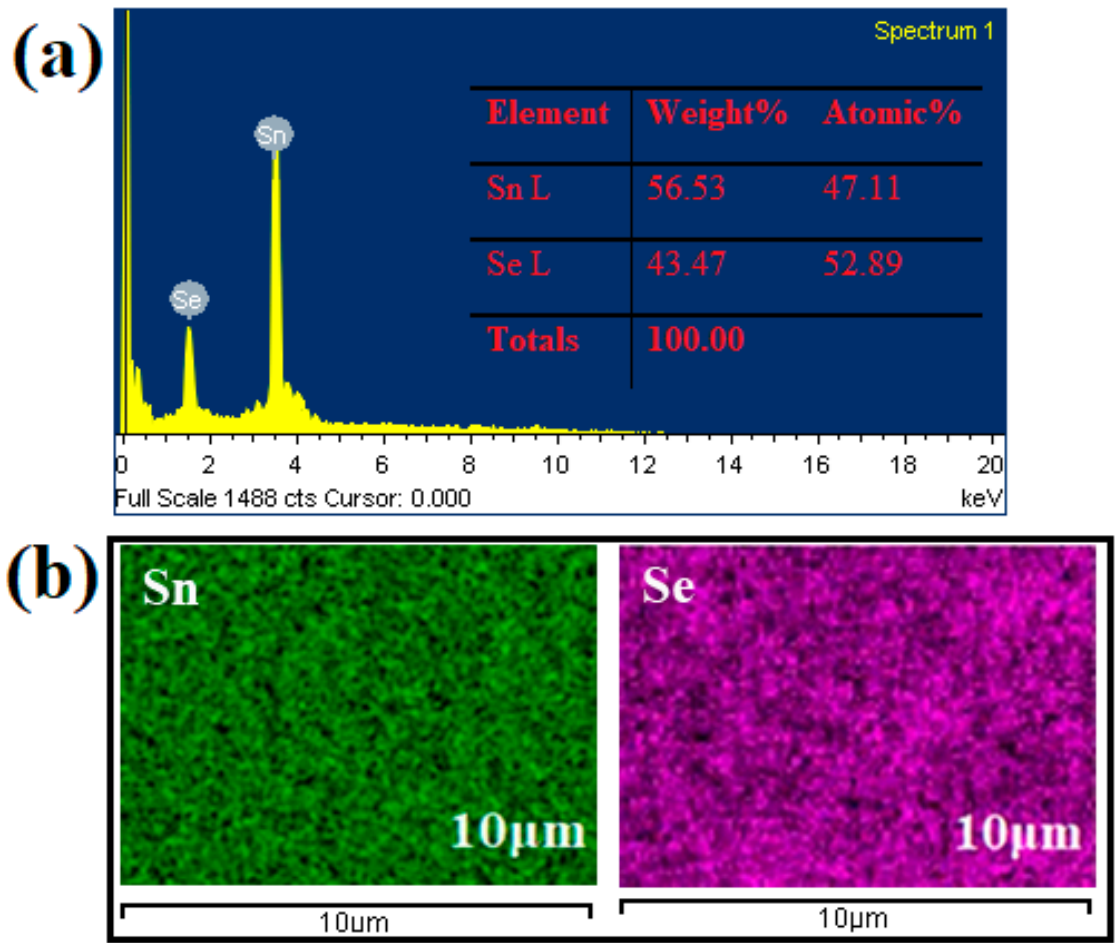 (a)
Spectrum 1
Element Weight% Atomic%
Sn
Sn L 56.53 47.11
Se L 43.47 52.89
Se
Totals 100.00
0 2 4 6 8 10 12 14 16 18 20
Full Scale 1488 cts Cursor: 0.000 keV
(b)
Sn Se
10μm 10μm
10um 10μm